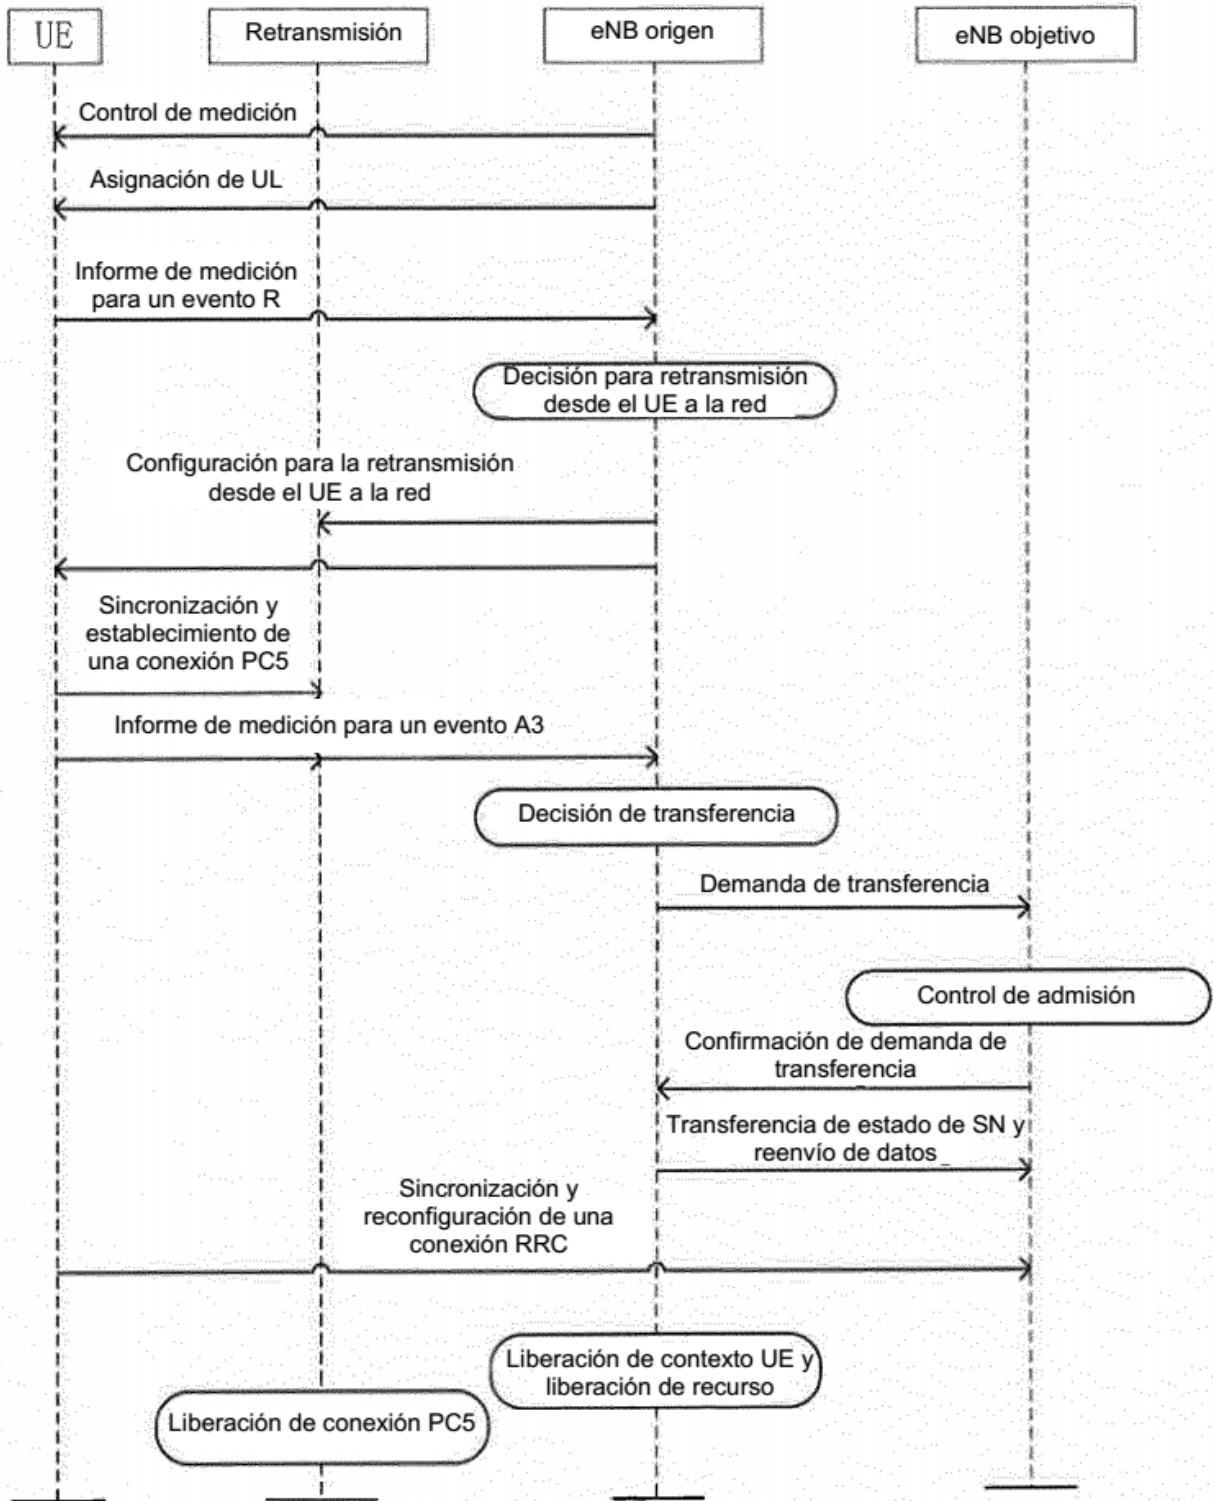 UE
Retransmisión
eNB origen
eNB objetivo
Control de medición
Asignación de UL
Informe de medición
para un evento R
Decisión para retransmisión
desde el UE a la red
Configuración para la retransmisión
desde el UE a la red
Sincronización y
establecimiento de
una conexión PC5
Informe de medición para un evento A3
Decisión de transferencia
Demanda de transferencia
Control de admisión
Confirmación de demanda de
transferencia
Transferencia de estado de SN y
reenvío de datos
Sincronización y
reconfiguración de una
conexión RRC
Liberación de contexto UE y
liberación de recurso
Liberación de conexión PC5